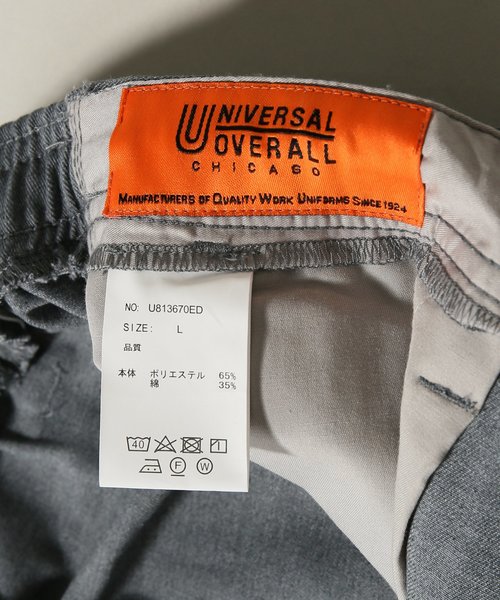 UNIVERSAL
OVERALL
CHICAGO
MANUFACTURERS OF QUALITY WORK UNIFORMS SINCE 1924
NO: U813670ED
SIZE: L
品質
本体 ポリエステル 65%
綿 35%
40
F W